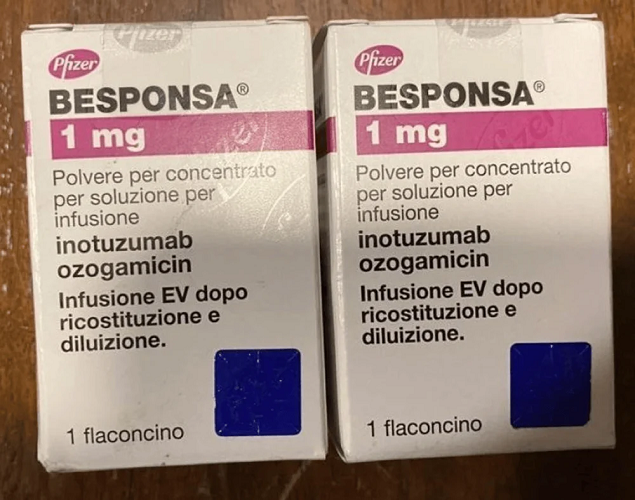 Pfizer
Pfizer
BESPONSA®
1 mg
Polvere per concentrato
per soluzione per
infusione
inotuzumab
ozogamicin
Infusione EV dopo
ricostituzione e
diluizione.
1 flaconcino
Pfizer
BESPONSA®
1 mg
Polvere per concentrato
per soluzione per
infusione
inotuzumab
ozogamicin
Infusione EV dopo
ricostituzione e
diluizione.
1 flaconcino